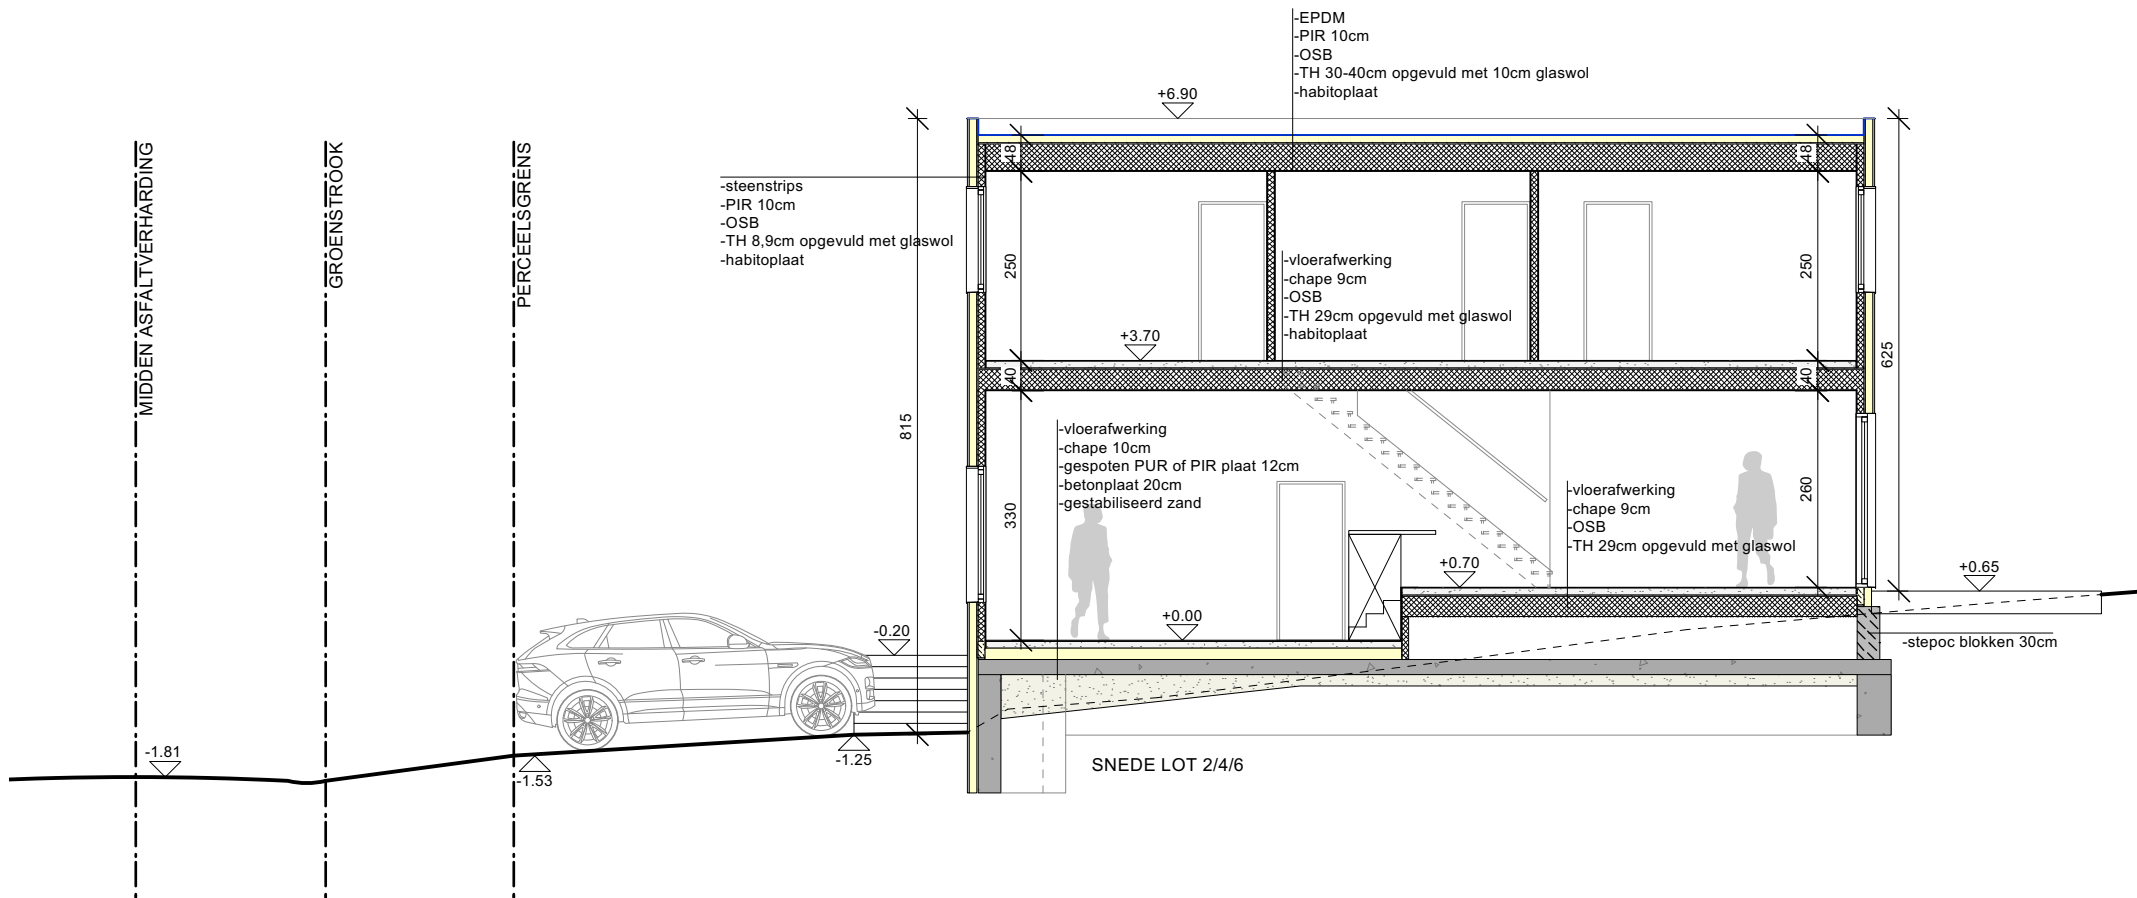 -EPDM
-PIR 10cm
-OSB
-TH 30-40cm opgevuld met 10cm glaswol
-habitoplaat
+6.90
MIDDEN ASFALTVERHARDING
GROENSTROOK
PERCEELSGRENS
-steenstrips
-PIR 10cm
-OSB
-TH 8,9cm opgevuld met glaswol
-habitoplaat
48
48
250
250
-vloerafwerking
-chape 9cm
-OSB
-TH 29cm opgevuld met glaswol
-habitoplaat
+3.70
40
40
815
625
-vloerafwerking
-chape 10cm
-gespoten PUR of PIR plaat 12cm
-betonplaat 20cm
-gestabiliseerd zand
330
260
-vloerafwerking
-chape 9cm
-OSB
-TH 29cm opgevuld met glaswol
+0.70
+0.65
+0.00
-0.20
-stepoc blokken 30cm
-1.81
-1.53
-1.25
SNEDE LOT 2/4/6